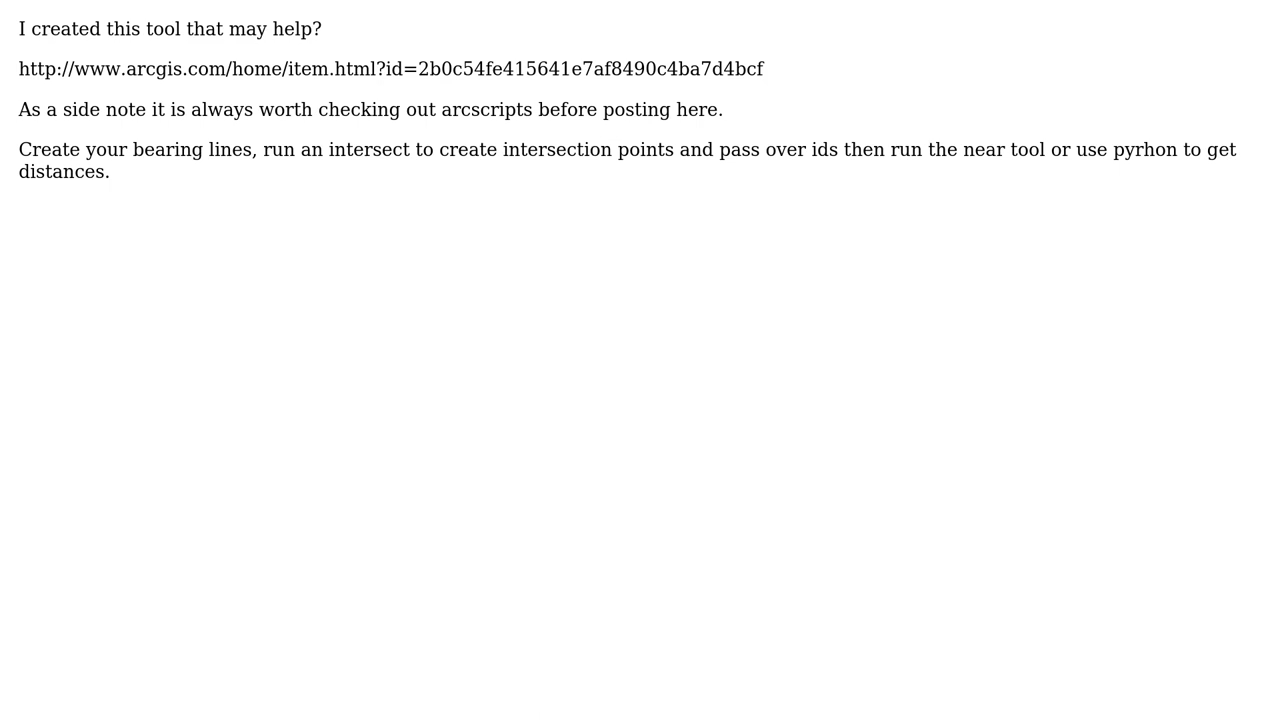 I created this tool that may help?
http://www.arcgis.com/home/item.html?id=2b0c54fe415641e7af8490c4ba7d4bcf
As a side note it is always worth checking out arcscripts before posting here.
Create your bearing lines, run an intersect to create intersection points and pass over ids then run the near tool or use pyrhon to get
distances.